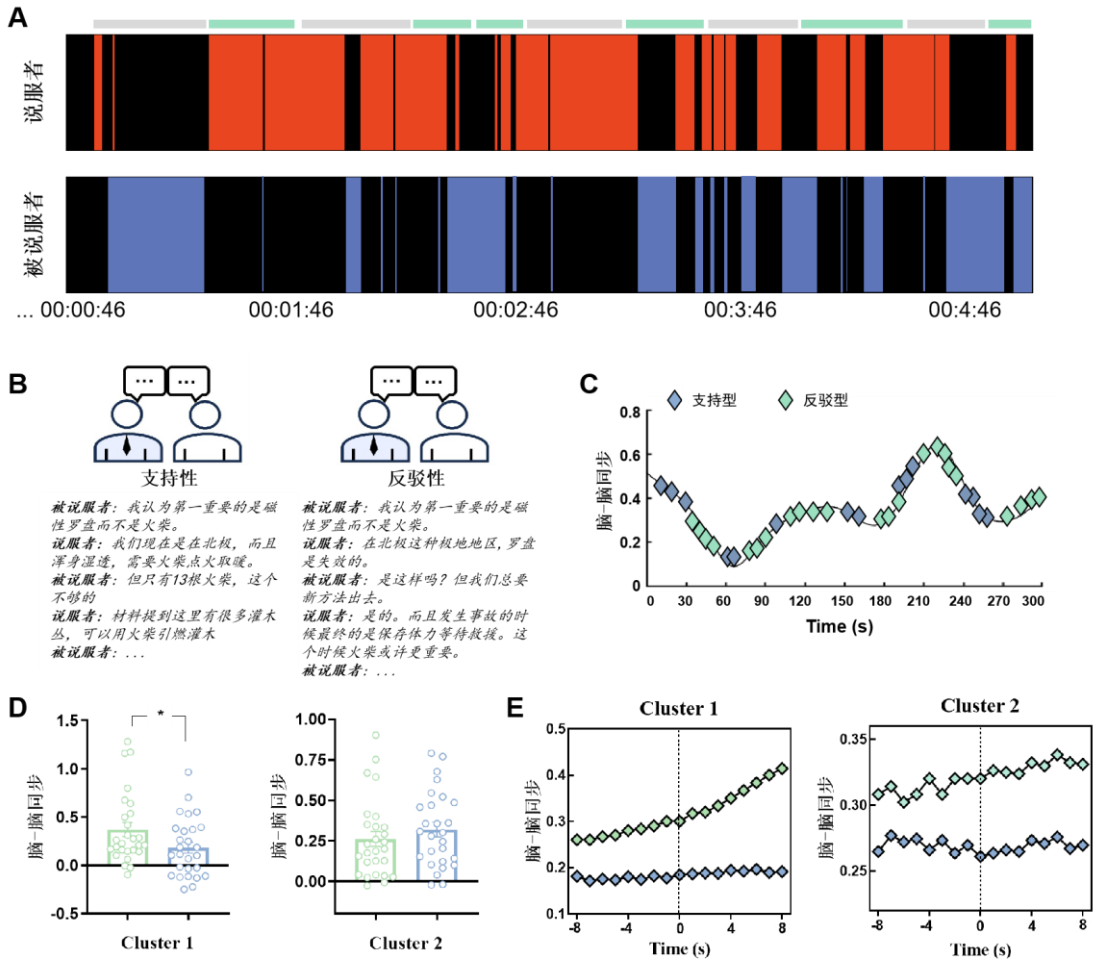 A
说服者
被说服者
... 00:00:46
00:01:46
00:02:46
00:3:46
00:4:46
B
...
...
...
...
支持性
反驳性
被说服者：我认为第一重要的是磁
性罗盘而不是火柴。
说服者：我们现在是在北极，而且
浑身湿透，需要火柴点火取暖。
被说服者：但只有13根火柴，这个
不够的
说服者：材料提到这里有很多灌木
丛，可以用火柴引燃灌木
被说服者：...
被说服者：我认为第一重要的是磁
性罗盘而不是火柴。
说服者：在北极这种极地地区，罗盘
是失效的。
被说服者：是这样吗？但我们总要
新方法出去。
说服者：是的。而且发生事故的时
候最终的是保存体力等待救援。这
个时候火柴或许更重要。
被说服者：...
C
支持型
反驳型
脑-脑同步
0.8
0.6
0.4
0.2
0
0 30 60 90 120 150 180 210 240 270 300
Time (s)
D
脑-脑同步
1.5
1.0
0.5
0.0
-0.5
*
Cluster 1
脑-脑同步
1.00
0.75
0.50
0.25
0.00
Cluster 2
E
Cluster 1
脑-脑同步
0.5
0.4
0.3
0.2
0.1
-8 -4 0 4 8
Time (s)
Cluster 2
脑-脑同步
0.35
0.30
0.25
-8 -4 0 4 8
Time (s)